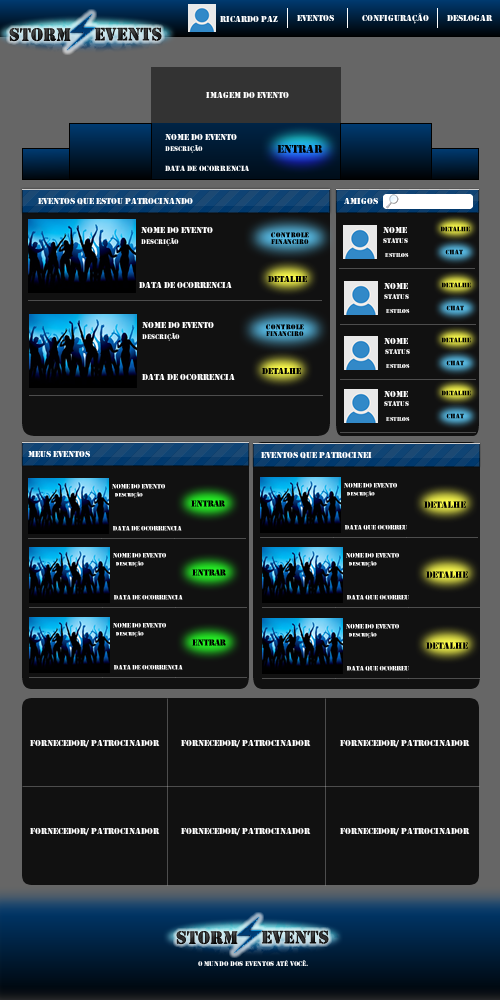 STORM EVENTS
RICARDO PAZ
EVENTOS
CONFIGURAÇÃO
DESLOGAR
IMAGEM DO EVENTO
NOME DO EVENTO
DESCRIÇÃO
ENTRAR
DATA DE OCORRENCIA
EVENTOS QUE ESTOU PATROCINANDO
NOME DO EVENTO
DESCRIÇÃO
CONTROLE
FINANCIRO
DETALHE
DATA DE OCORRENCIA
NOME DO EVENTO
DESCRIÇÃO
CONTROLE
FINANCIRO
DETALHE
DATA DE OCORRENCIA
AMIGOS
NOME
STATUS
ESTILOS
DETALHE
CHAT
NOME
STATUS
ESTILOS
DETALHE
CHAT
NOME
STATUS
ESTILOS
DETALHE
CHAT
NOME
STATUS
ESTILOS
DETALHE
CHAT
MEUS EVENTOS
NOME DO EVENTO
DESCRIÇÃO
ENTRAR
DATA DE OCORRENCIA
NOME DO EVENTO
DESCRIÇÃO
ENTRAR
DATA DE OCORRENCIA
NOME DO EVENTO
DESCRIÇÃO
ENTRAR
DATA DE OCORRENCIA
EVENTOS QUE PATROCINEI
NOME DO EVENTO
DESCRIÇÃO
DETALHE
DATA QUE OCORREU
NOME DO EVENTO
DESCRIÇÃO
DETALHE
DATA QUE OCORREU
NOME DO EVENTO
DESCRIÇÃO
DETALHE
DATA QUE OCORREU
FORNECEDOR/ PATROCINADOR
FORNECEDOR/ PATROCINADOR
FORNECEDOR/ PATROCINADOR
FORNECEDOR/ PATROCINADOR
FORNECEDOR/ PATROCINADOR
FORNECEDOR/ PATROCINADOR
STORM EVENTS
O MUNDO DOS EVENTOS ATÉ VOCÊ.